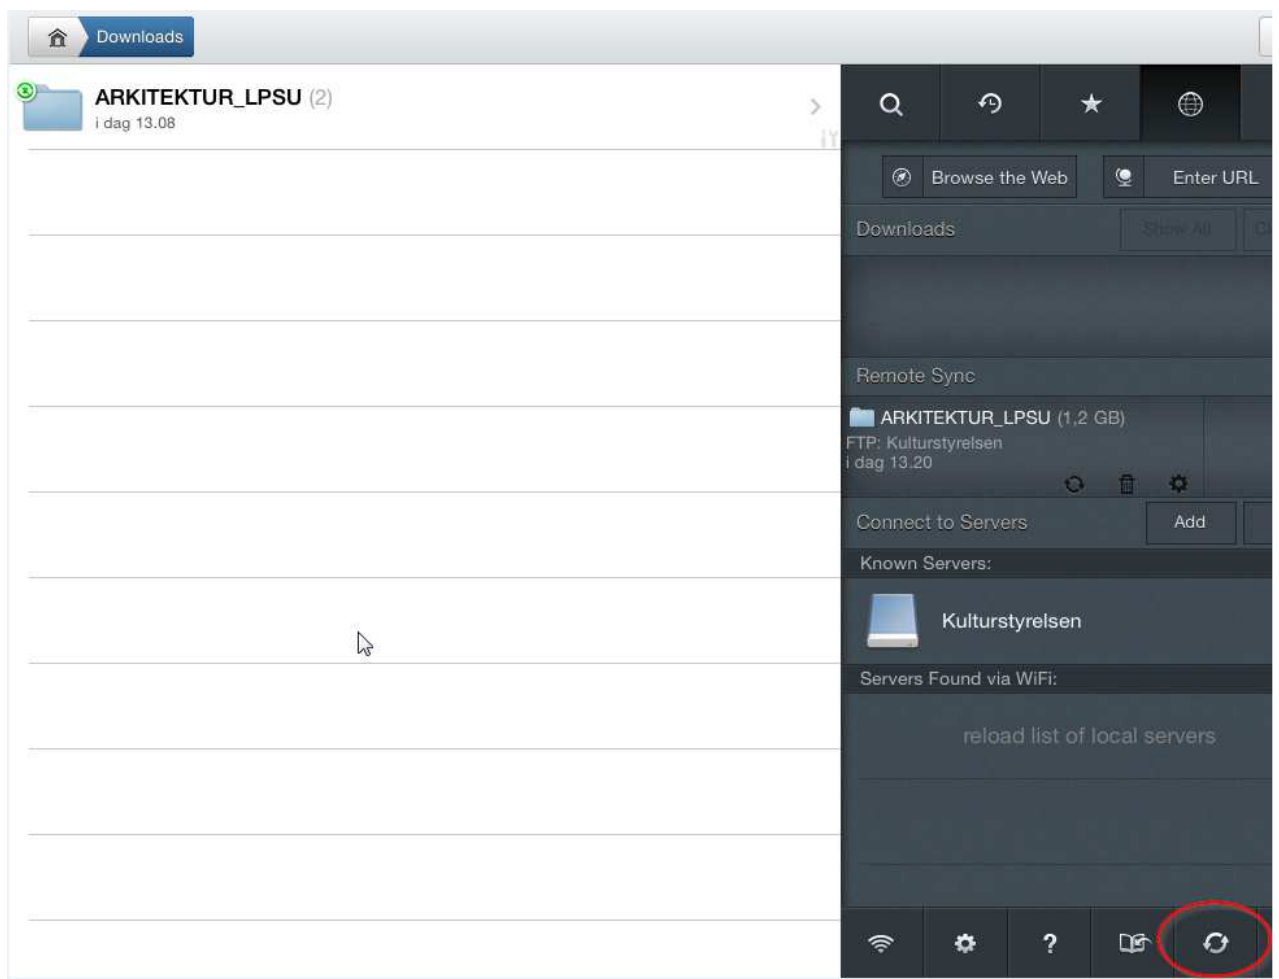 Downloads
ARKITEKTUR_LPSU (2)
i dag 13.08
Browse the Web
Enter URL
Downloads
Show All
Remote Sync
ARKITEKTUR_LPSU (1,2 GB)
FTP: Kulturstyrelsen
i dag 13.20
Connect to Servers
Add
Known Servers:
Kulturstyrelsen
Servers Found via WiFi:
reload list of local servers
?